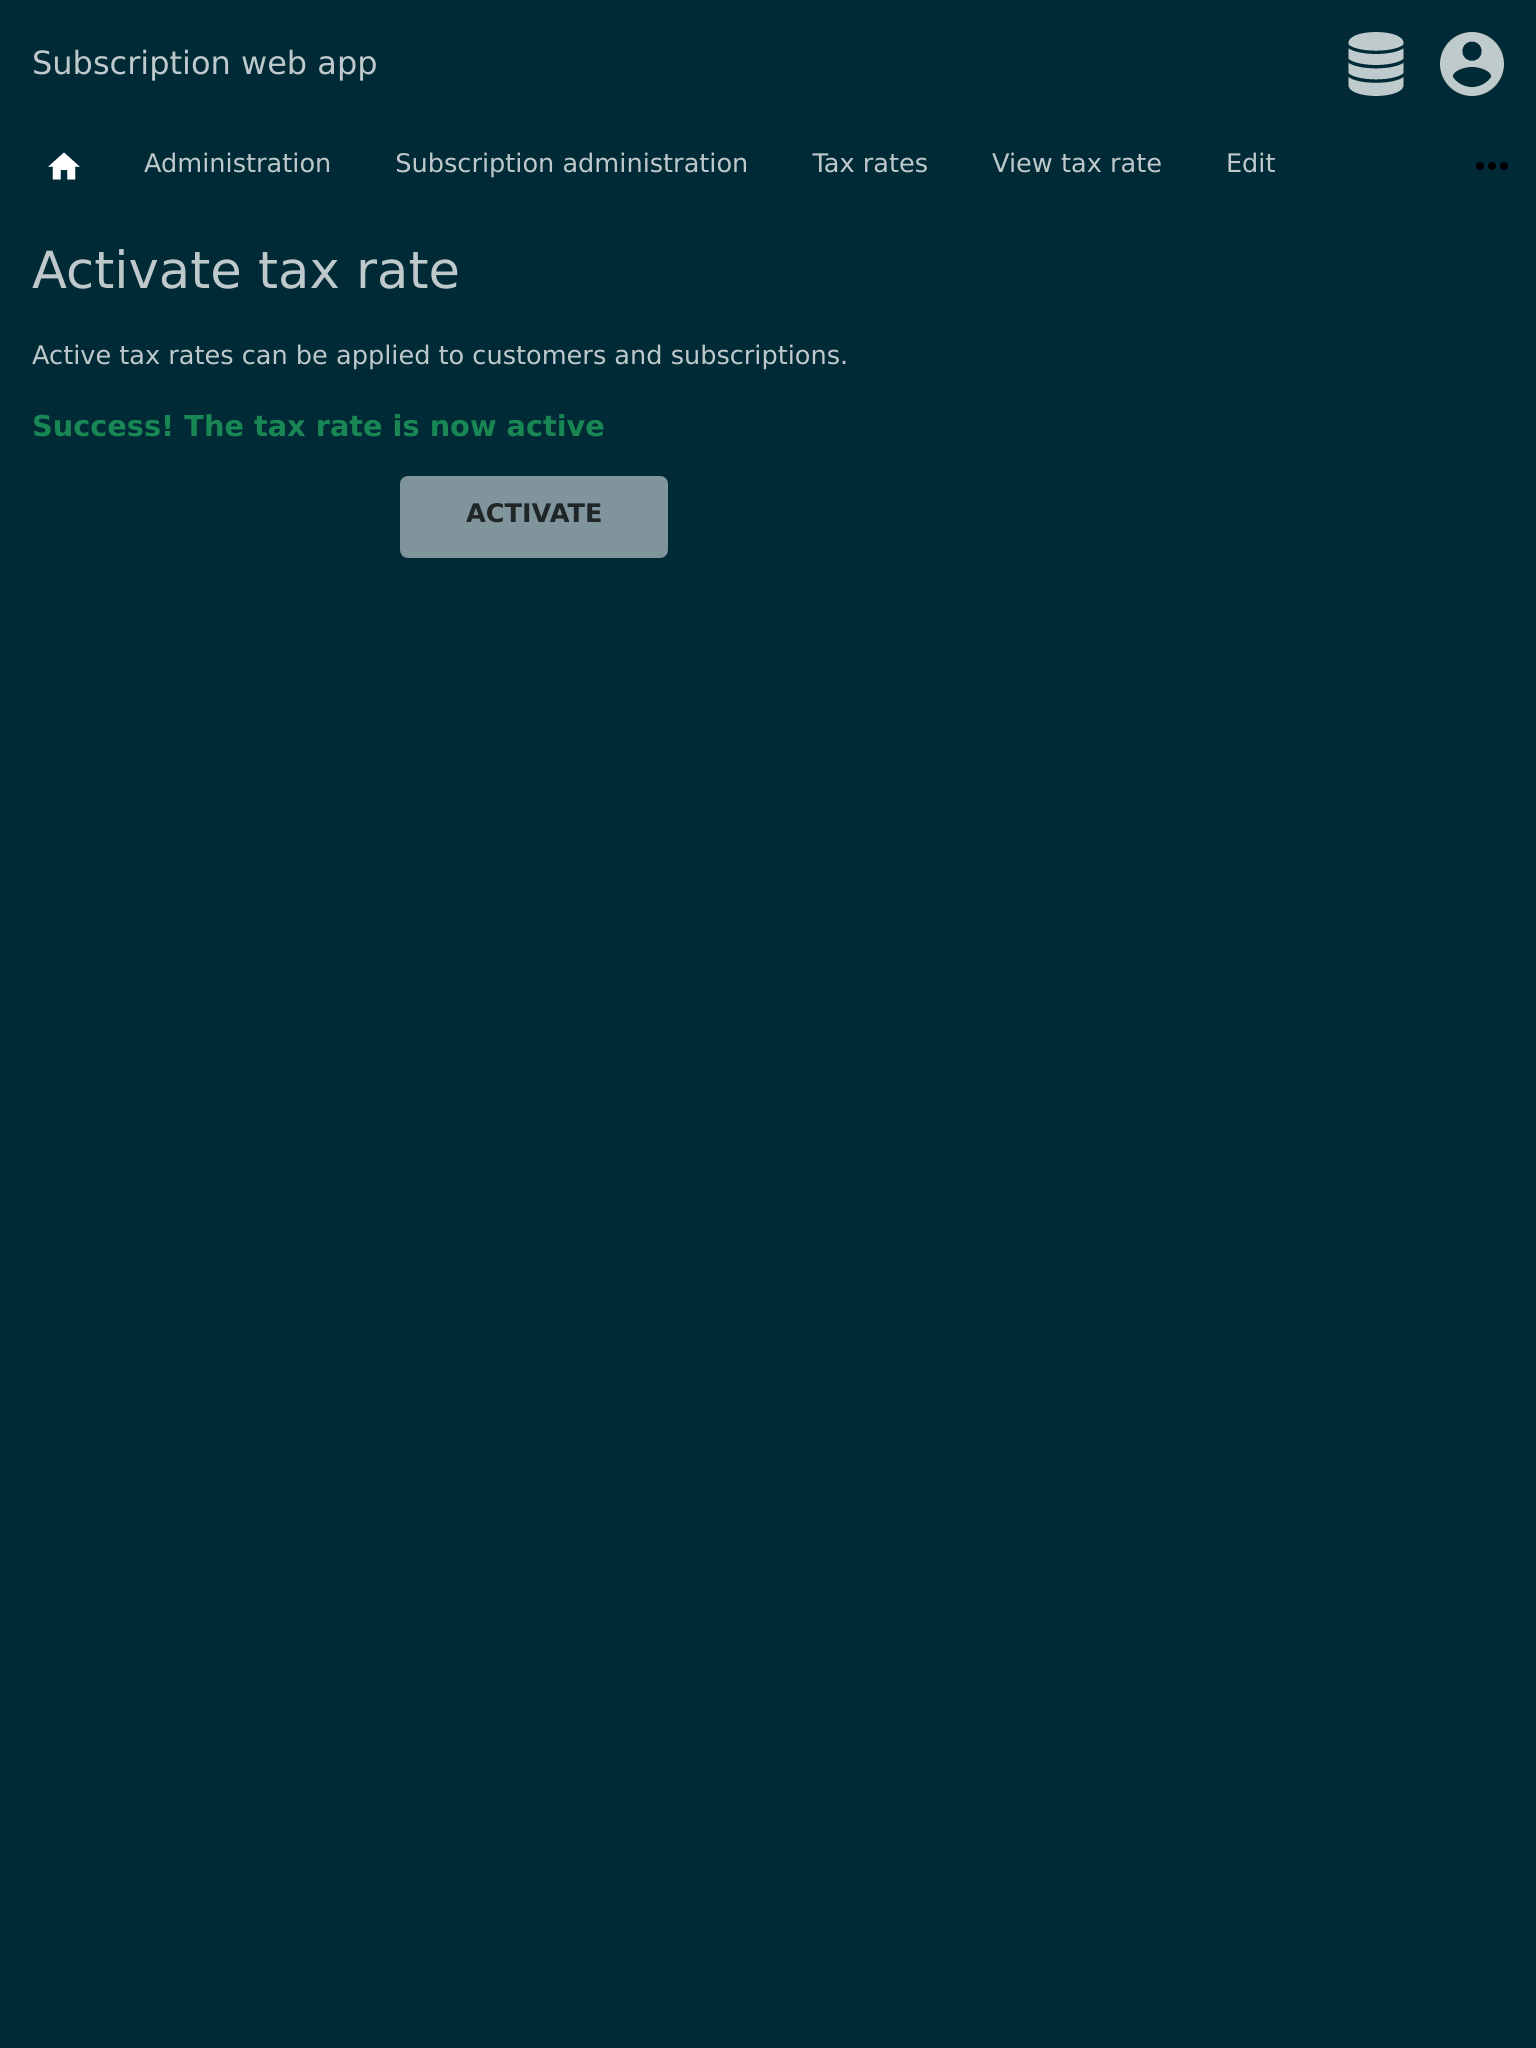 Subscription web app
Administration Subscription administration Tax rates View tax rate Edit
Activate tax rate
Active tax rates can be applied to customers and subscriptions.
Success! The tax rate is now active
ACTIVATE